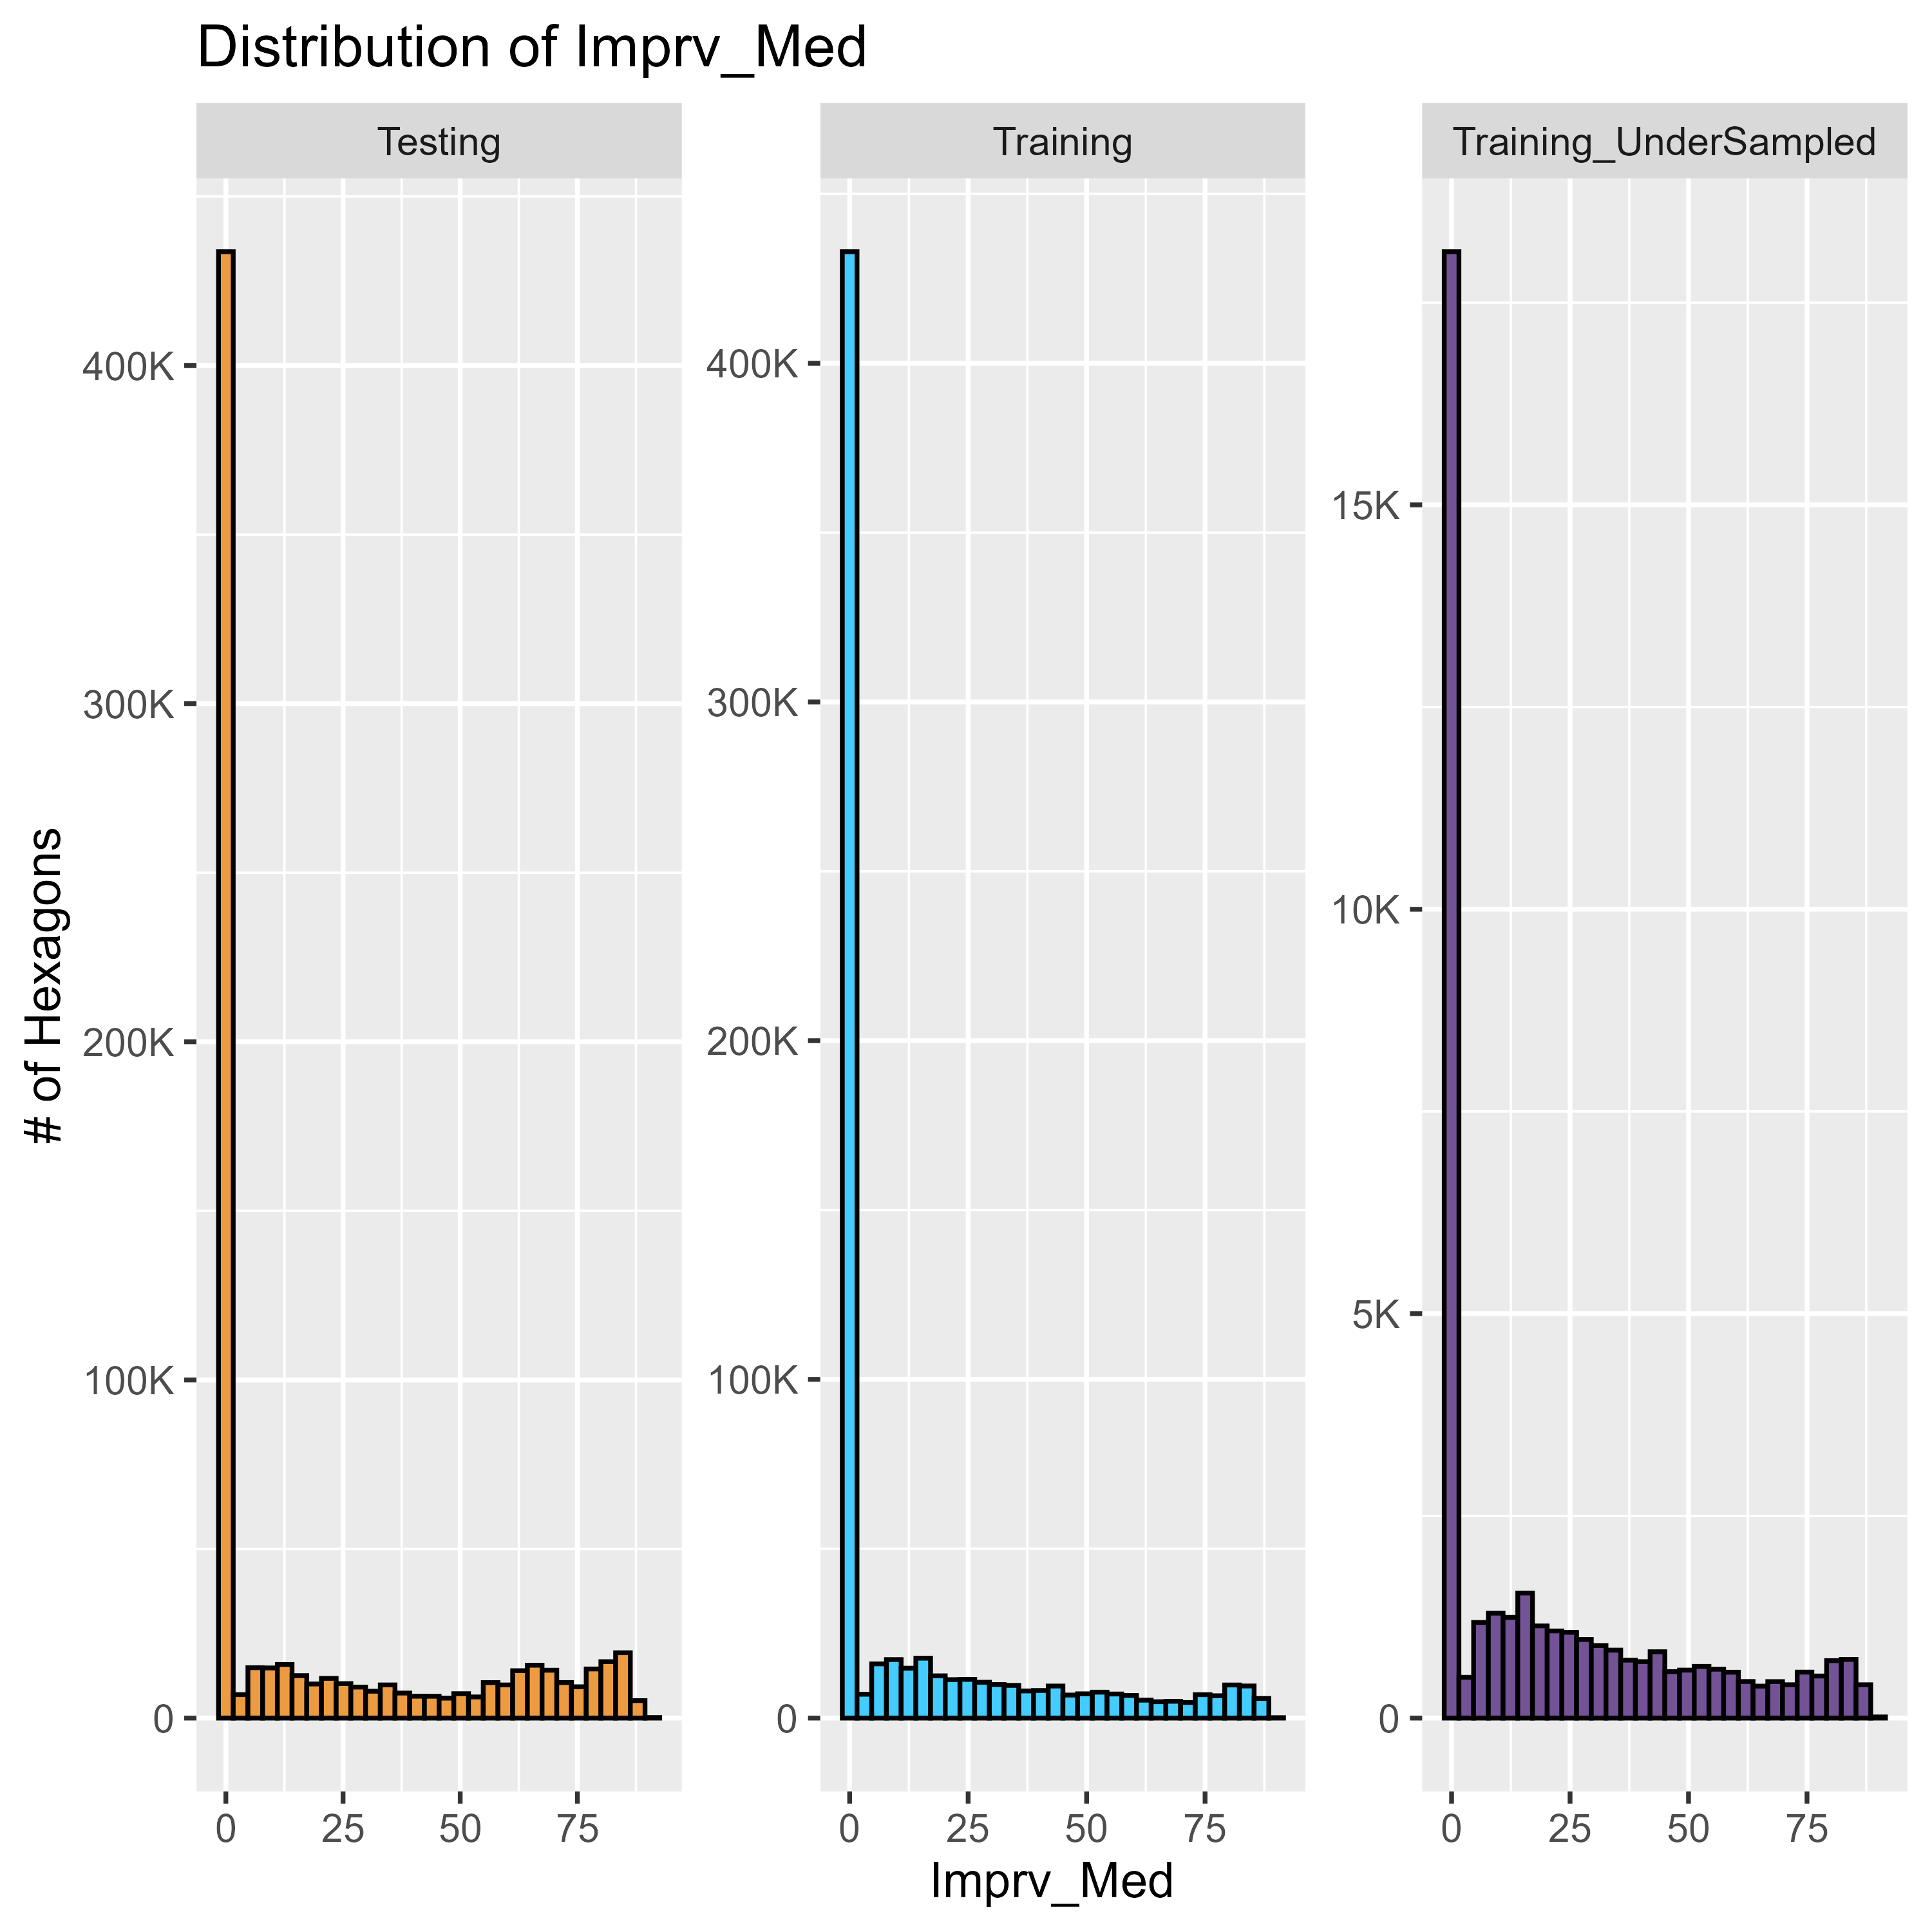 Distribution of Imprv_Med
Testing
Training
Training_UnderSampled
# of Hexagons
400K
300K
200K
100K
0
400K
300K
200K
100K
0
15K
10K
5K
0
0 25 50 75
0 25 50 75
0 25 50 75
Imprv_Med